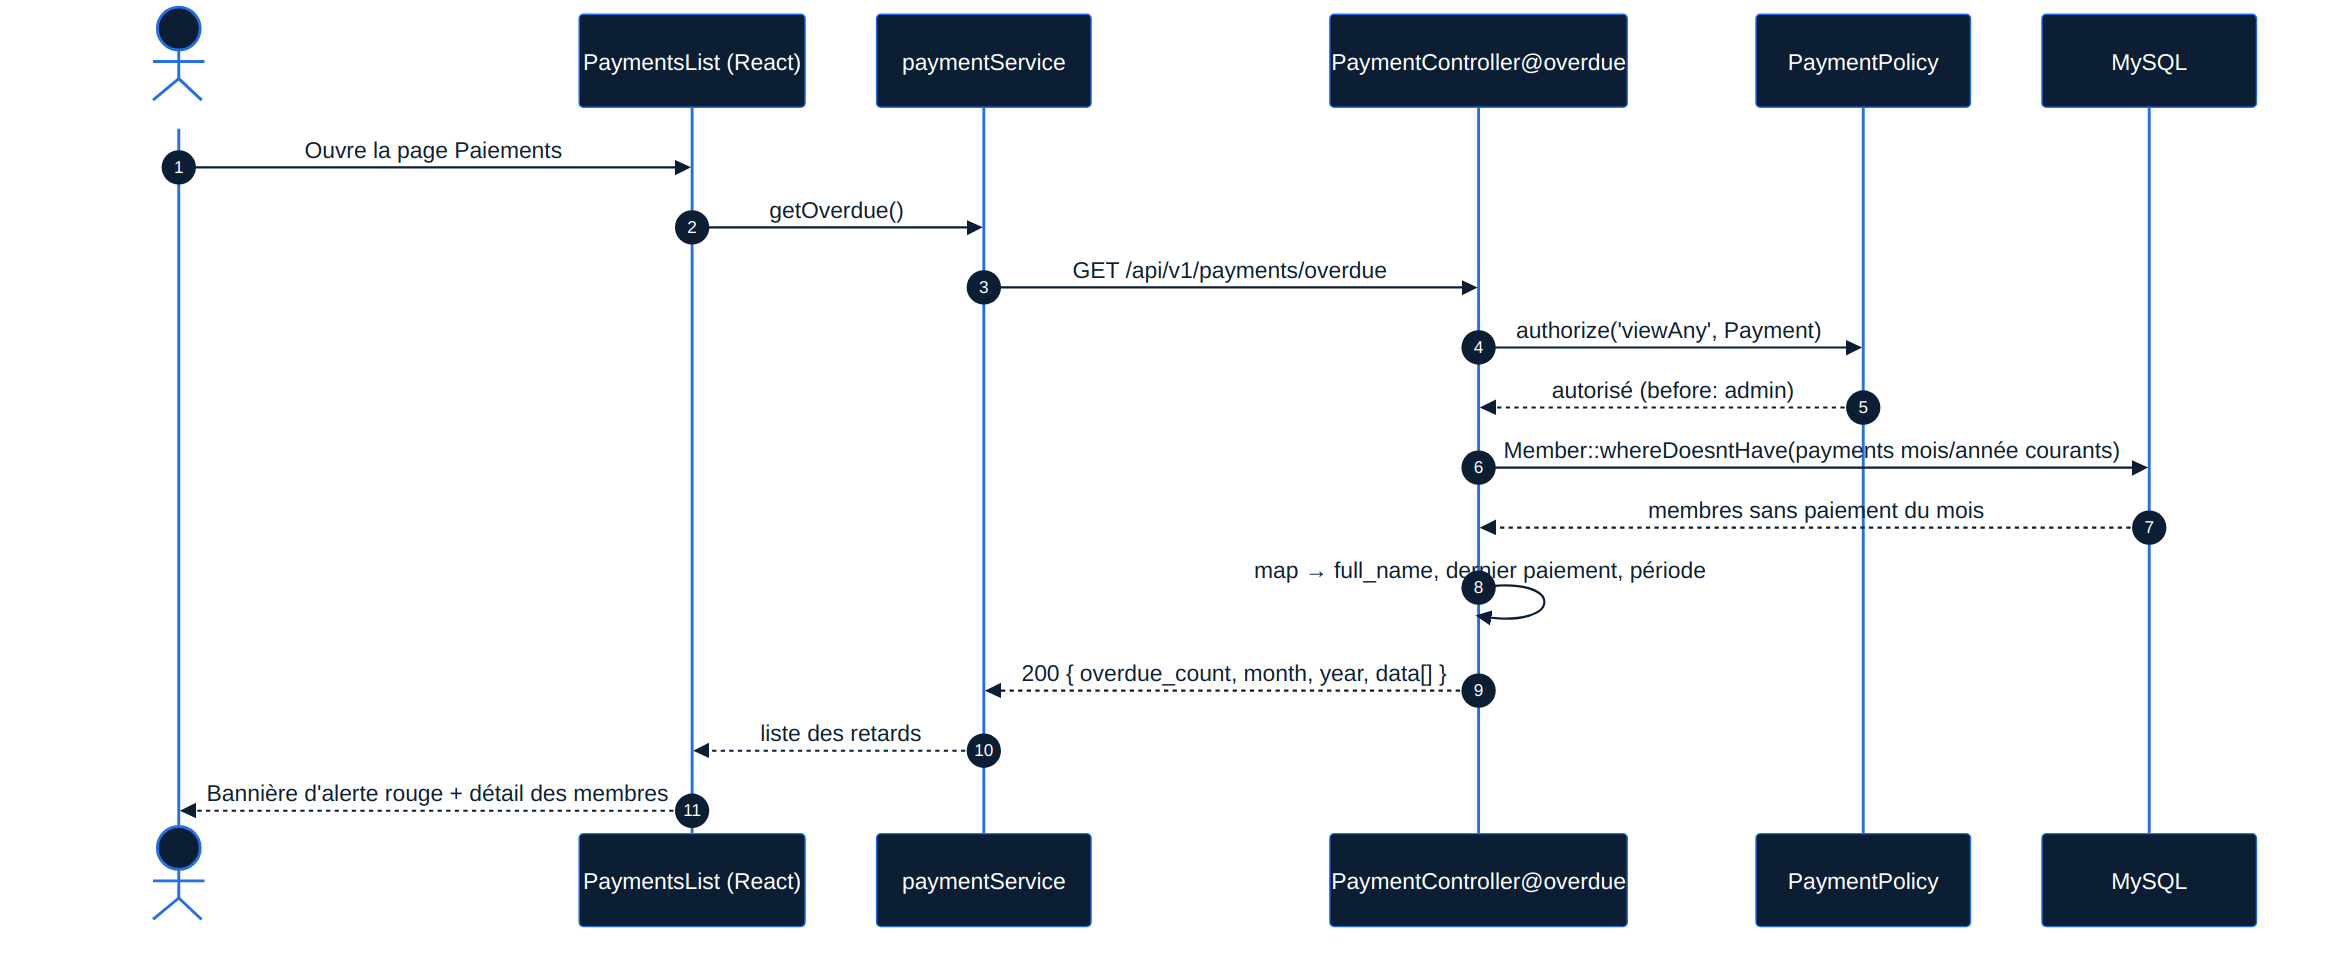 PaymentsList (React)
paymentService
PaymentController@overdue
PaymentPolicy
MySQL
Ouvre la page Paiements
1
getOverdue()
2
GET /api/v1/payments/overdue
3
authorize('viewAny', Payment)
4
autorisé (before: admin)
5
Member::whereDoesntHave(payments mois/année courants)
6
membres sans paiement du mois
7
map → full_name, dernier paiement, période
8
200 { overdue_count, month, year, data[] }
9
liste des retards
10
Bannière d'alerte rouge + détail des membres
11
PaymentsList (React)
paymentService
PaymentController@overdue
PaymentPolicy
MySQL